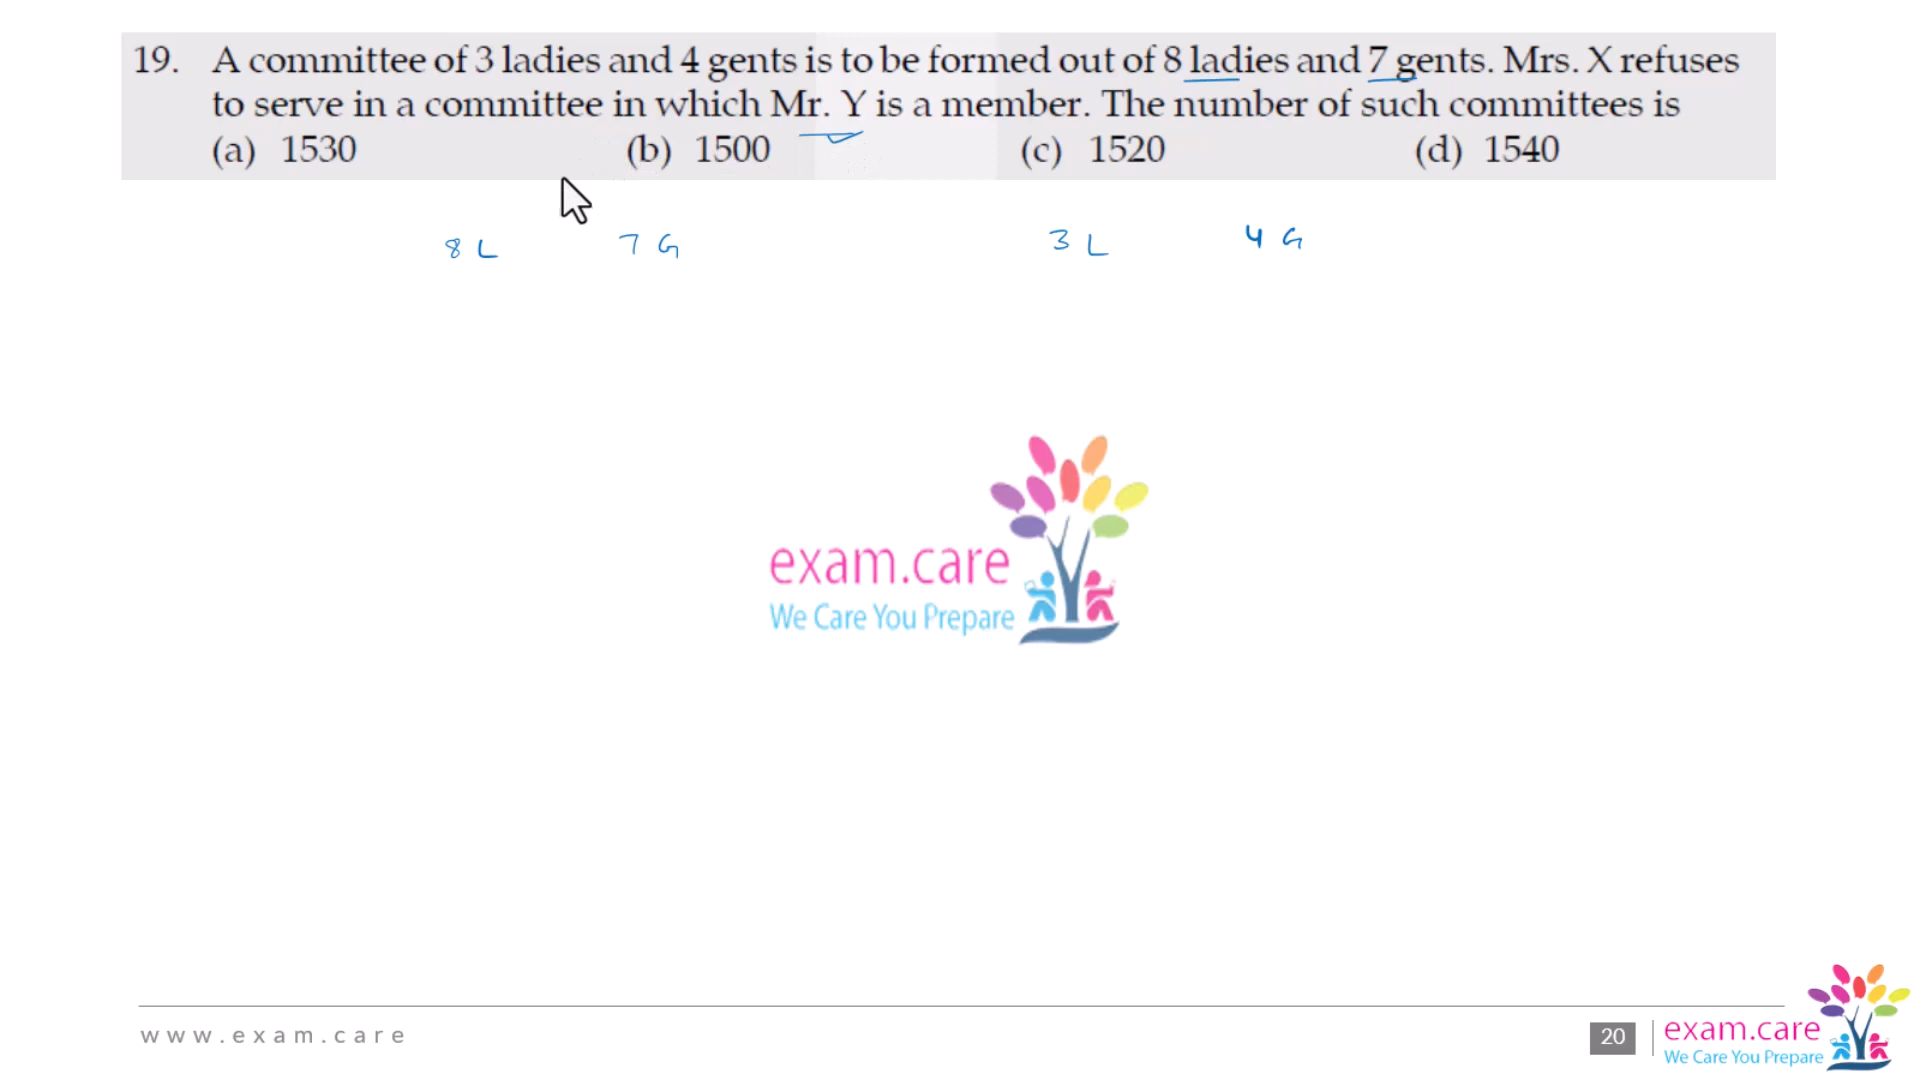 19. A committee of 3 ladies and 4 gents is to be formed out of 8 ladies and 7 gents. Mrs. X refuses
to serve in a committee in which Mr. Y is a member. The number of such committees is
(a) 1530 (b) 1500 (c) 1520 (d) 1540
8 L 7 G 3 L 4 G
exam.care
We Care You Prepare
www.exam.care
20
exam.care
We Care You Prepare